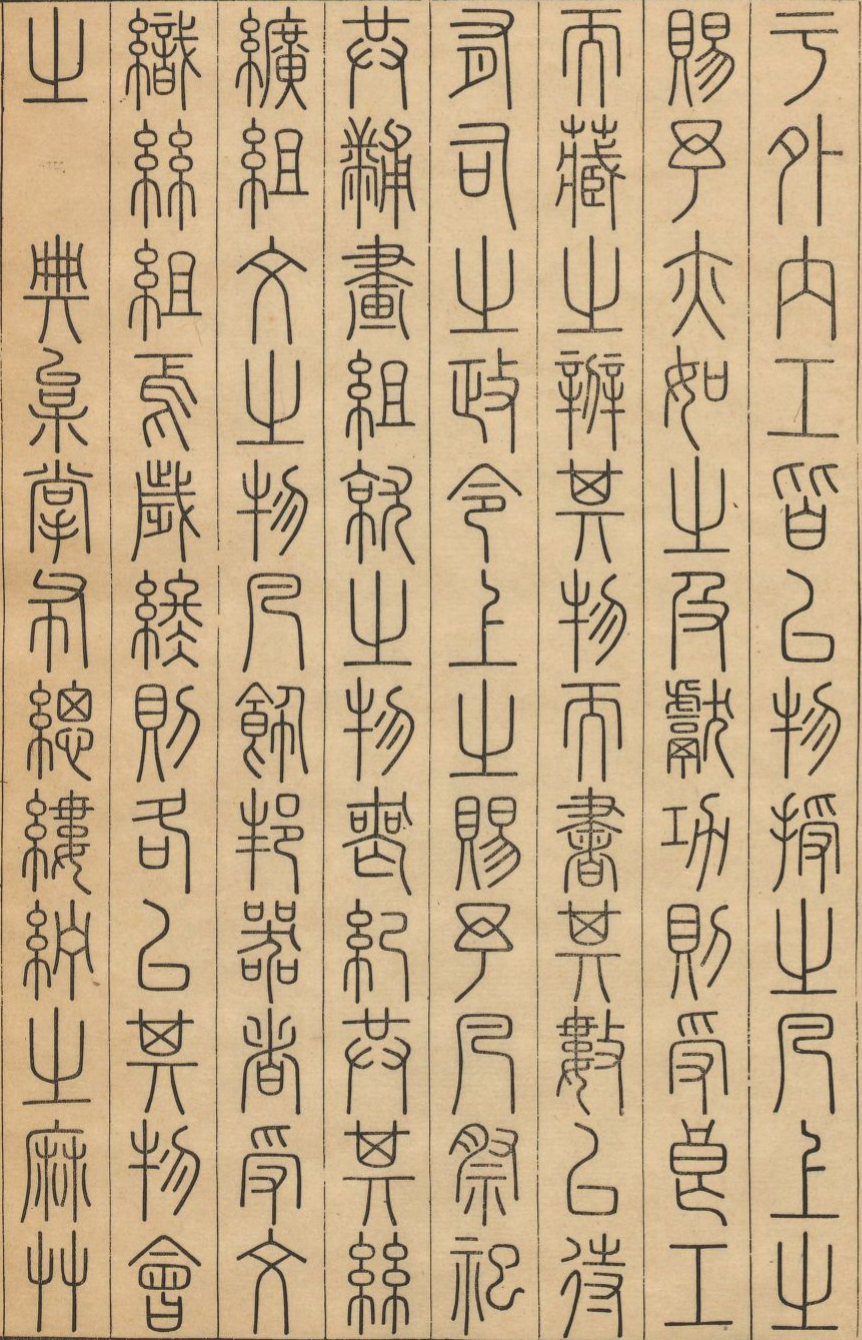 于外內工皆以物授之凡上之
賜予亦如之及獻功則受良工
而藏之辨其物而書其數以待
有司之政令上之賜予凡祭祀
共黼畫組就之物喪紀共其絲
纊組文之物凡飾邦器者受文
織絲組焉歲終則各以其物會
之　典枲掌布緦縷紵之麻艸